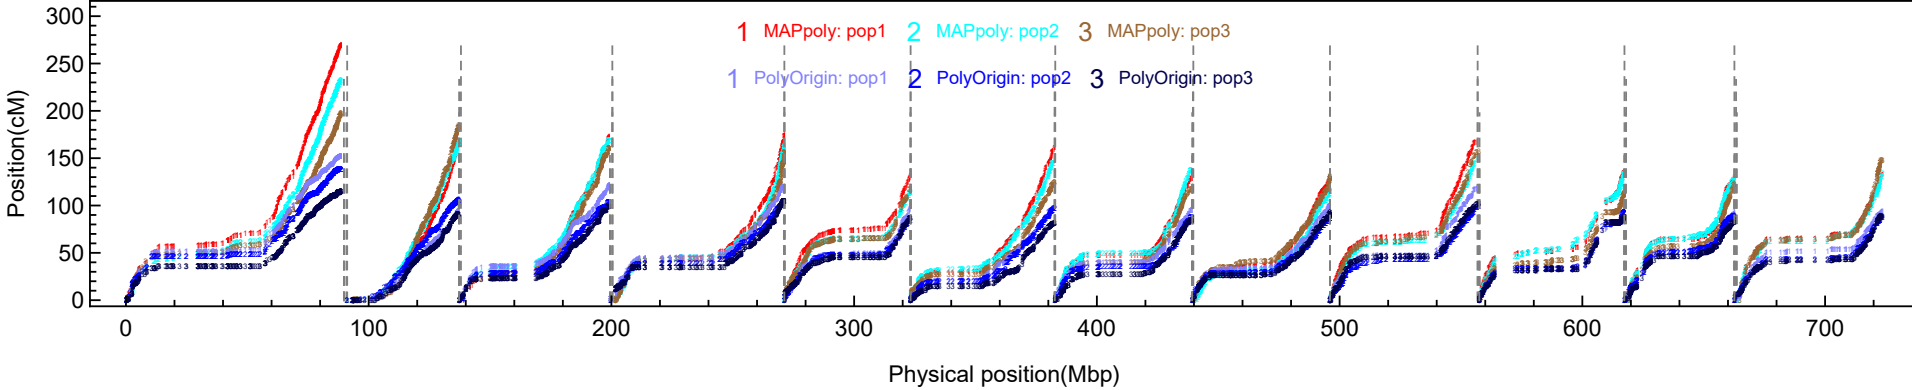 300
250
200
150
100
50
0
Position(cM)
1 MAPpoly: pop1 2 MAPpoly: pop2 3 MAPpoly: pop3
1 PolyOrigin: pop1 2 PolyOrigin: pop2 3 PolyOrigin: pop3
0 100 200 300 400 500 600 700
Physical position(Mbp)